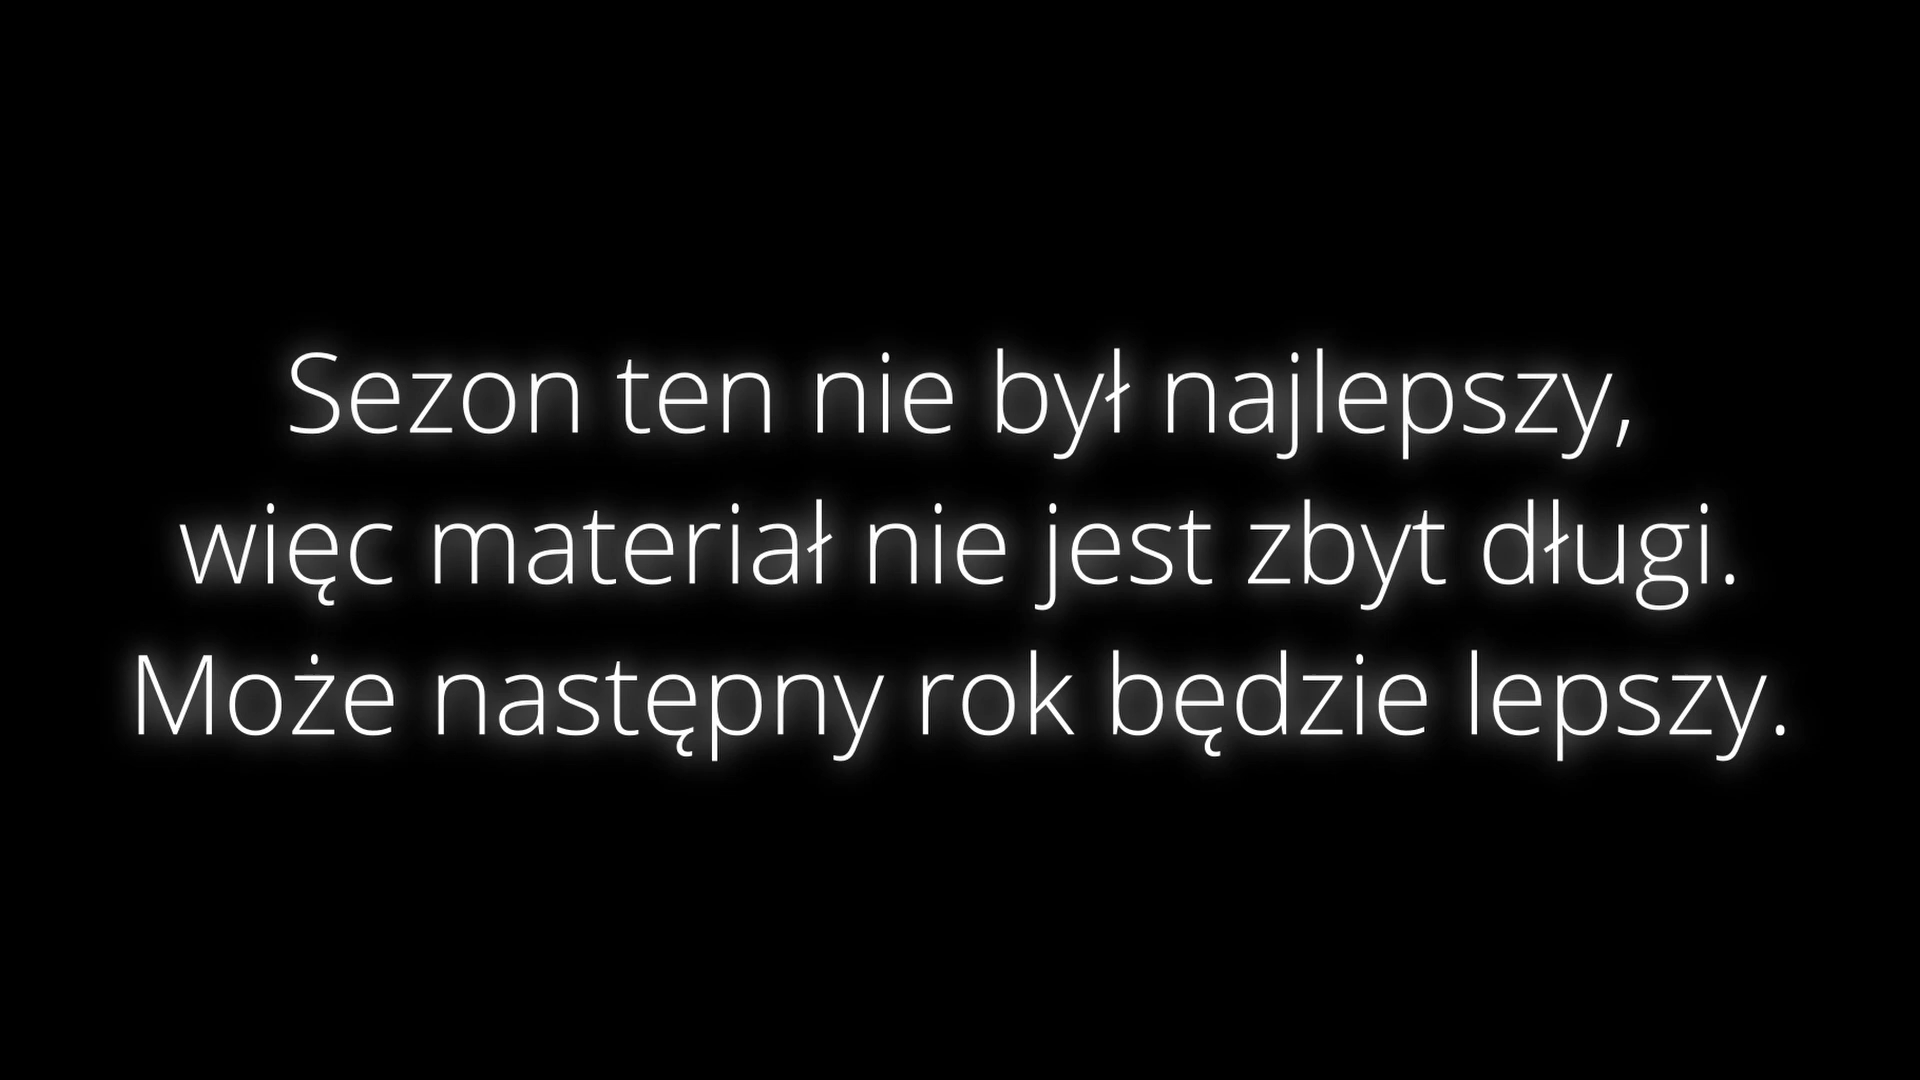 Sezon ten nie był najlepszy,
więc materiał nie jest zbyt długi.
Może następny rok będzie lepszy.